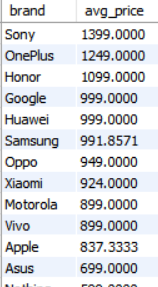 brand avg_price
Sony 1399.0000
OnePlus 1249.0000
Honor 1099.0000
Google 999.0000
Huawei 999.0000
Samsung 991.8571
Oppo 949.0000
Xiaomi 924.0000
Motorola 899.0000
Vivo 899.0000
Apple 837.3333
Asus 699.0000